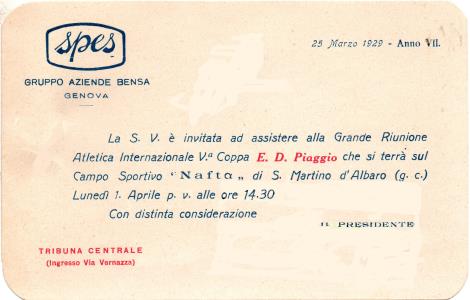 spes
GRUPPO AZIENDE BENSA
GENOVA
25 Marzo 1929 - Anno VII.
La S. V. è invitata ad assistere alla Grande Riunione
Atletica Internazionale V.ª Coppa E. D. Piaggio che si terrà sul
Campo Sportivo "Nafta„ di S. Martino d'Albaro (g. c.)
Lunedì 1. Aprile p. v. alle ore 14.30
Con distinta considerazione
IL PRESIDENTE
TRIBUNA CENTRALE
(Ingresso Via Vernazza)